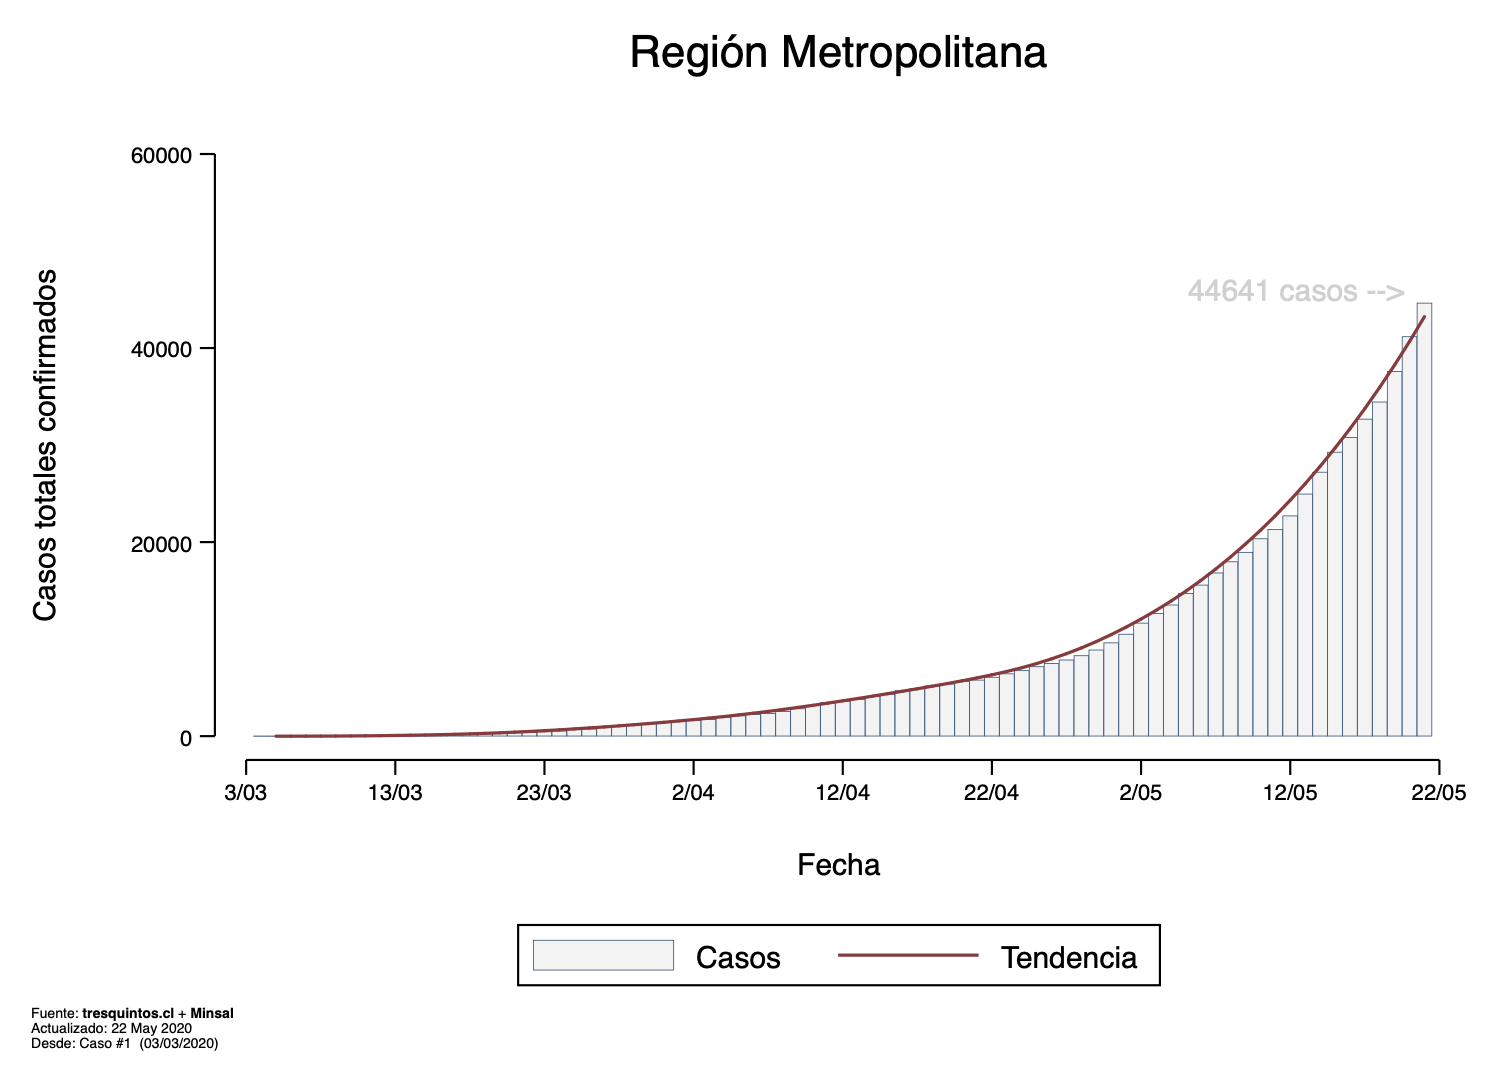 Región Metropolitana
60000
40000
20000
0
Casos totales confirmados
44641 casos -->
3/03 13/03 23/03 2/04 12/04 22/04 2/05 12/05 22/05
Fecha
Casos Tendencia
Fuente: tresquintos.cl + Minsal
Actualizado: 22 May 2020
Desde: Caso #1 (03/03/2020)